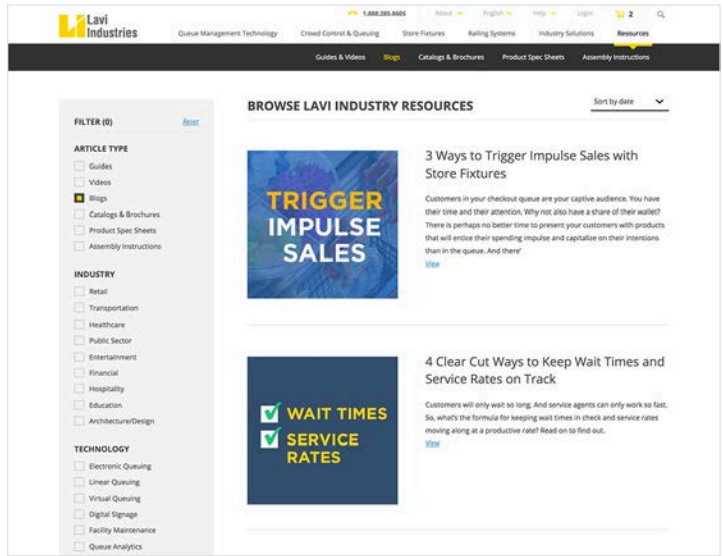 Lavi
Industries
1.888.285.8605 About English Help Login 2
Queue Management Technology Crowd Control & Queuing Store Fixtures Railing Systems Industry Solutions Resources
Guides & Videos Blogs Catalogs & Brochures Product Spec Sheets Assembly Instructions
FILTER (0) Reset
ARTICLE TYPE
Guides
Videos
Blogs
Catalogs & Brochures
Product Spec Sheets
Assembly Instructions
INDUSTRY
Retail
Transportation
Healthcare
Public Sector
Entertainment
Financial
Hospitality
Education
Architecture/Design
TECHNOLOGY
Electronic Queuing
Linear Queuing
Virtual Queuing
Digital Signage
Facility Maintenance
Queue Analytics
BROWSE LAVI INDUSTRY RESOURCES
Sort by date
TRIGGER
IMPULSE
SALES
3 Ways to Trigger Impulse Sales with
Store Fixtures
Customers in your checkout queue are your captive audience. You have
their time and their attention. Why not also have a share of their wallet?
There is perhaps no better time to present your customers with products
that will entice their spending impulse and capitalize on their intentions
than in the queue. And there'
View
WAIT TIMES
SERVICE
RATES
4 Clear Cut Ways to Keep Wait Times and
Service Rates on Track
Customers will only wait so long. And service agents can only work so fast.
So, what's the formula for keeping wait times in check and service rates
moving along at a productive rate? Read on to find out.
View